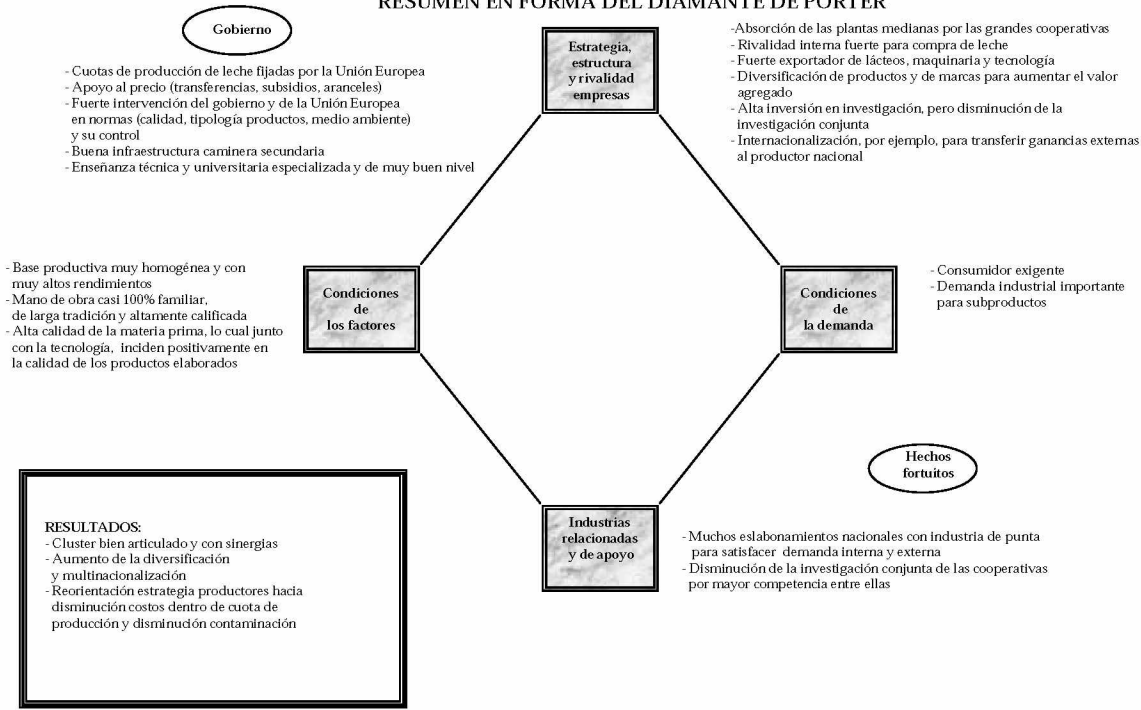 RESUMEN EN FORMA DEL DIAMANTE DE PORTER
Gobierno
- Cuotas de producción de leche fijadas por la Unión Europea
- Apoyo al precio (transferencias, subsidios, aranceles)
- Fuerte intervención del gobierno y de la Unión Europea
en normas (calidad, tipología productos, medio ambiente)
y su control
- Buena infraestructura caminera secundaria
- Enseñanza técnica y universitaria especializada y de muy buen nivel
Estrategia,
estructura
y rivalidad
empresas
-Absorción de las plantas medianas por las grandes cooperativas
- Rivalidad interna fuerte para compra de leche
- Fuerte exportador de lácteos, maquinaria y tecnología
- Diversificación de productos y de marcas para aumentar el valor
agregado
- Alta inversión en investigación, pero disminución de la
investigación conjunta
- Internacionalización, por ejemplo, para transferir ganancias externas
al productor nacional
- Base productiva muy homogénea y con
muy altos rendimientos
- Mano de obra casi 100% familiar,
de larga tradición y altamente calificada
- Alta calidad de la materia prima, lo cual junto
con la tecnología, inciden positivamente en
la calidad de los productos elaborados
Condiciones
de
los factores
Condiciones
de
la demanda
- Consumidor exigente
- Demanda industrial importante
para subproductos
Hechos
fortuitos
RESULTADOS:
- Cluster bien articulado y con sinergias
- Aumento de la diversificación
y multinacionalización
- Reorientación estrategia productores hacia
disminución costos dentro de cuota de
producción y disminución contaminación
Industrias
relacionadas
y de apoyo
- Muchos eslabonamientos nacionales con industria de punta
para satisfacer demanda interna y externa
- Disminución de la investigación conjunta de las cooperativas
por mayor competencia entre ellas